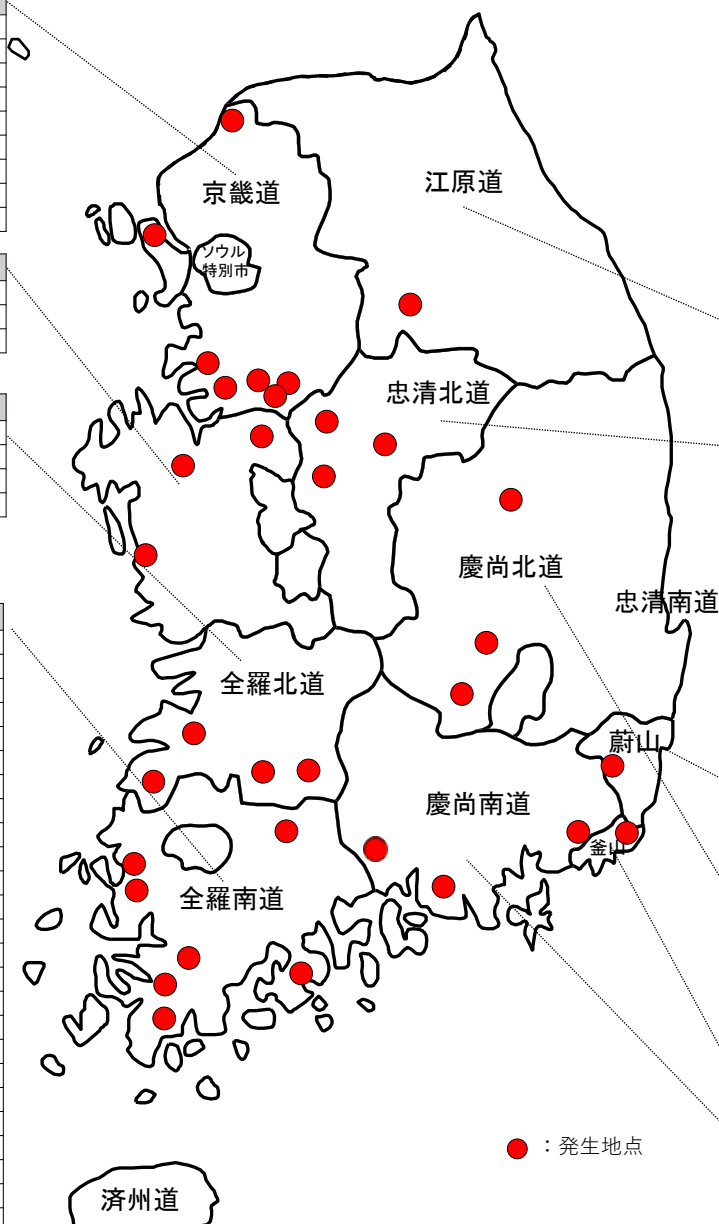 江原道
京畿道
ソウル
特別市
忠清北道
慶尚北道
忠清南道
全羅北道
蔚山
慶尚南道
釜山
全羅南道
：発生地点
済州道